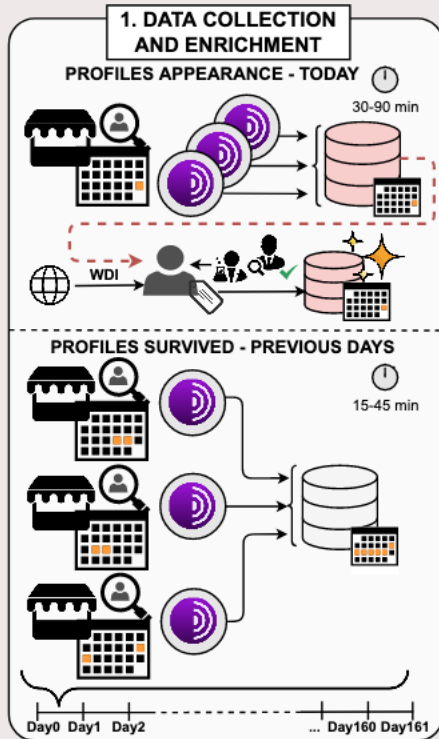 1. DATA COLLECTION
AND ENRICHMENT
PROFILES APPEARANCE - TODAY
30-90 min
WDI
PROFILES SURVIVED - PREVIOUS DAYS
15-45 min
Day0 Day1 Day2 ... Day160 Day161